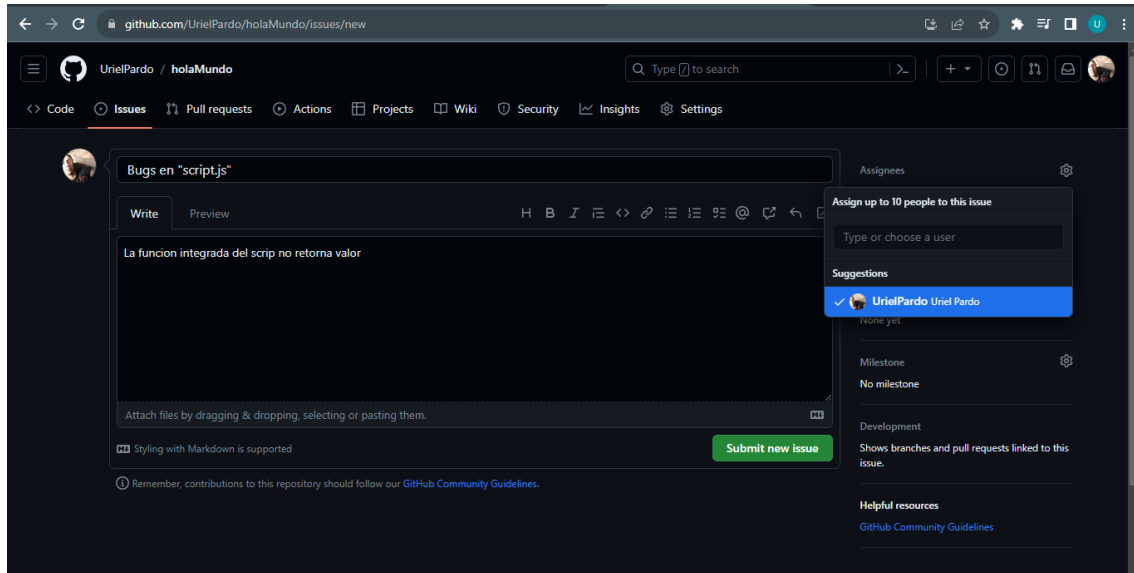 github.com/UrielPardo/holaMundo/issues/new
U
UrielPardo / holaMundo
Type / to search
Code Issues Pull requests Actions Projects Wiki Security Insights Settings
Bugs en "script.js"
Assignees
Write Preview
Assign up to 10 people to this issue
Type or choose a user
La funcion integrada del scrip no retorna valor
Suggestions
UrielPardo Uriel Pardo
None yet
Milestone
No milestone
Attach files by dragging & dropping, selecting or pasting them.
Development
Styling with Markdown is supported
Submit new issue
Shows branches and pull requests linked to this
issue.
Remember, contributions to this repository should follow our GitHub Community Guidelines.
Helpful resources
GitHub Community Guidelines